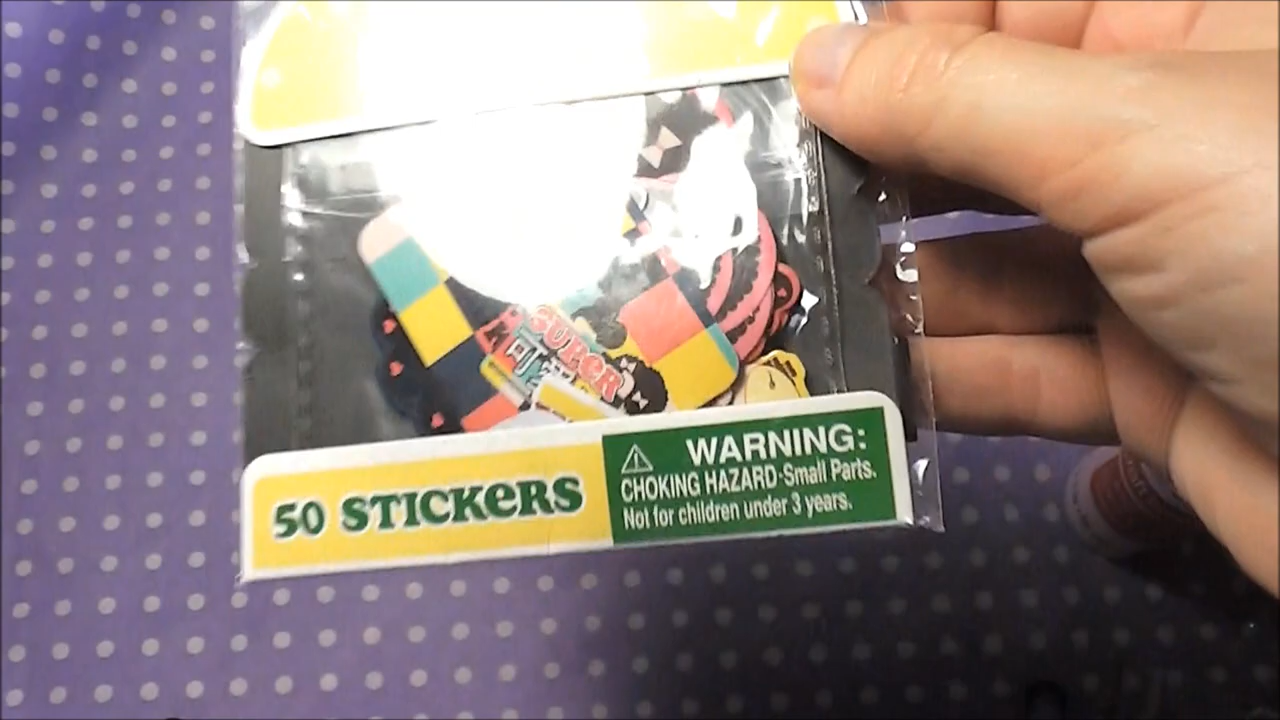 SUPER
50 STICKERS
WARNING:
CHOKING HAZARD-Small Parts.
Not for children under 3 years.